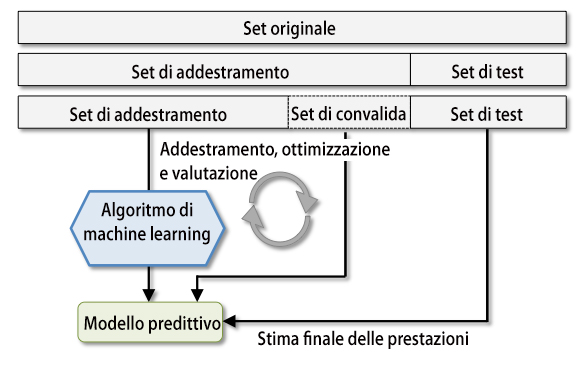 Set originale
Set di addestramento
Set di test
Set di addestramento
Set di convalida
Set di test
Addestramento, ottimizzazione
e valutazione
Algoritmo di
machine learning
Modello predittivo
Stima finale delle prestazioni